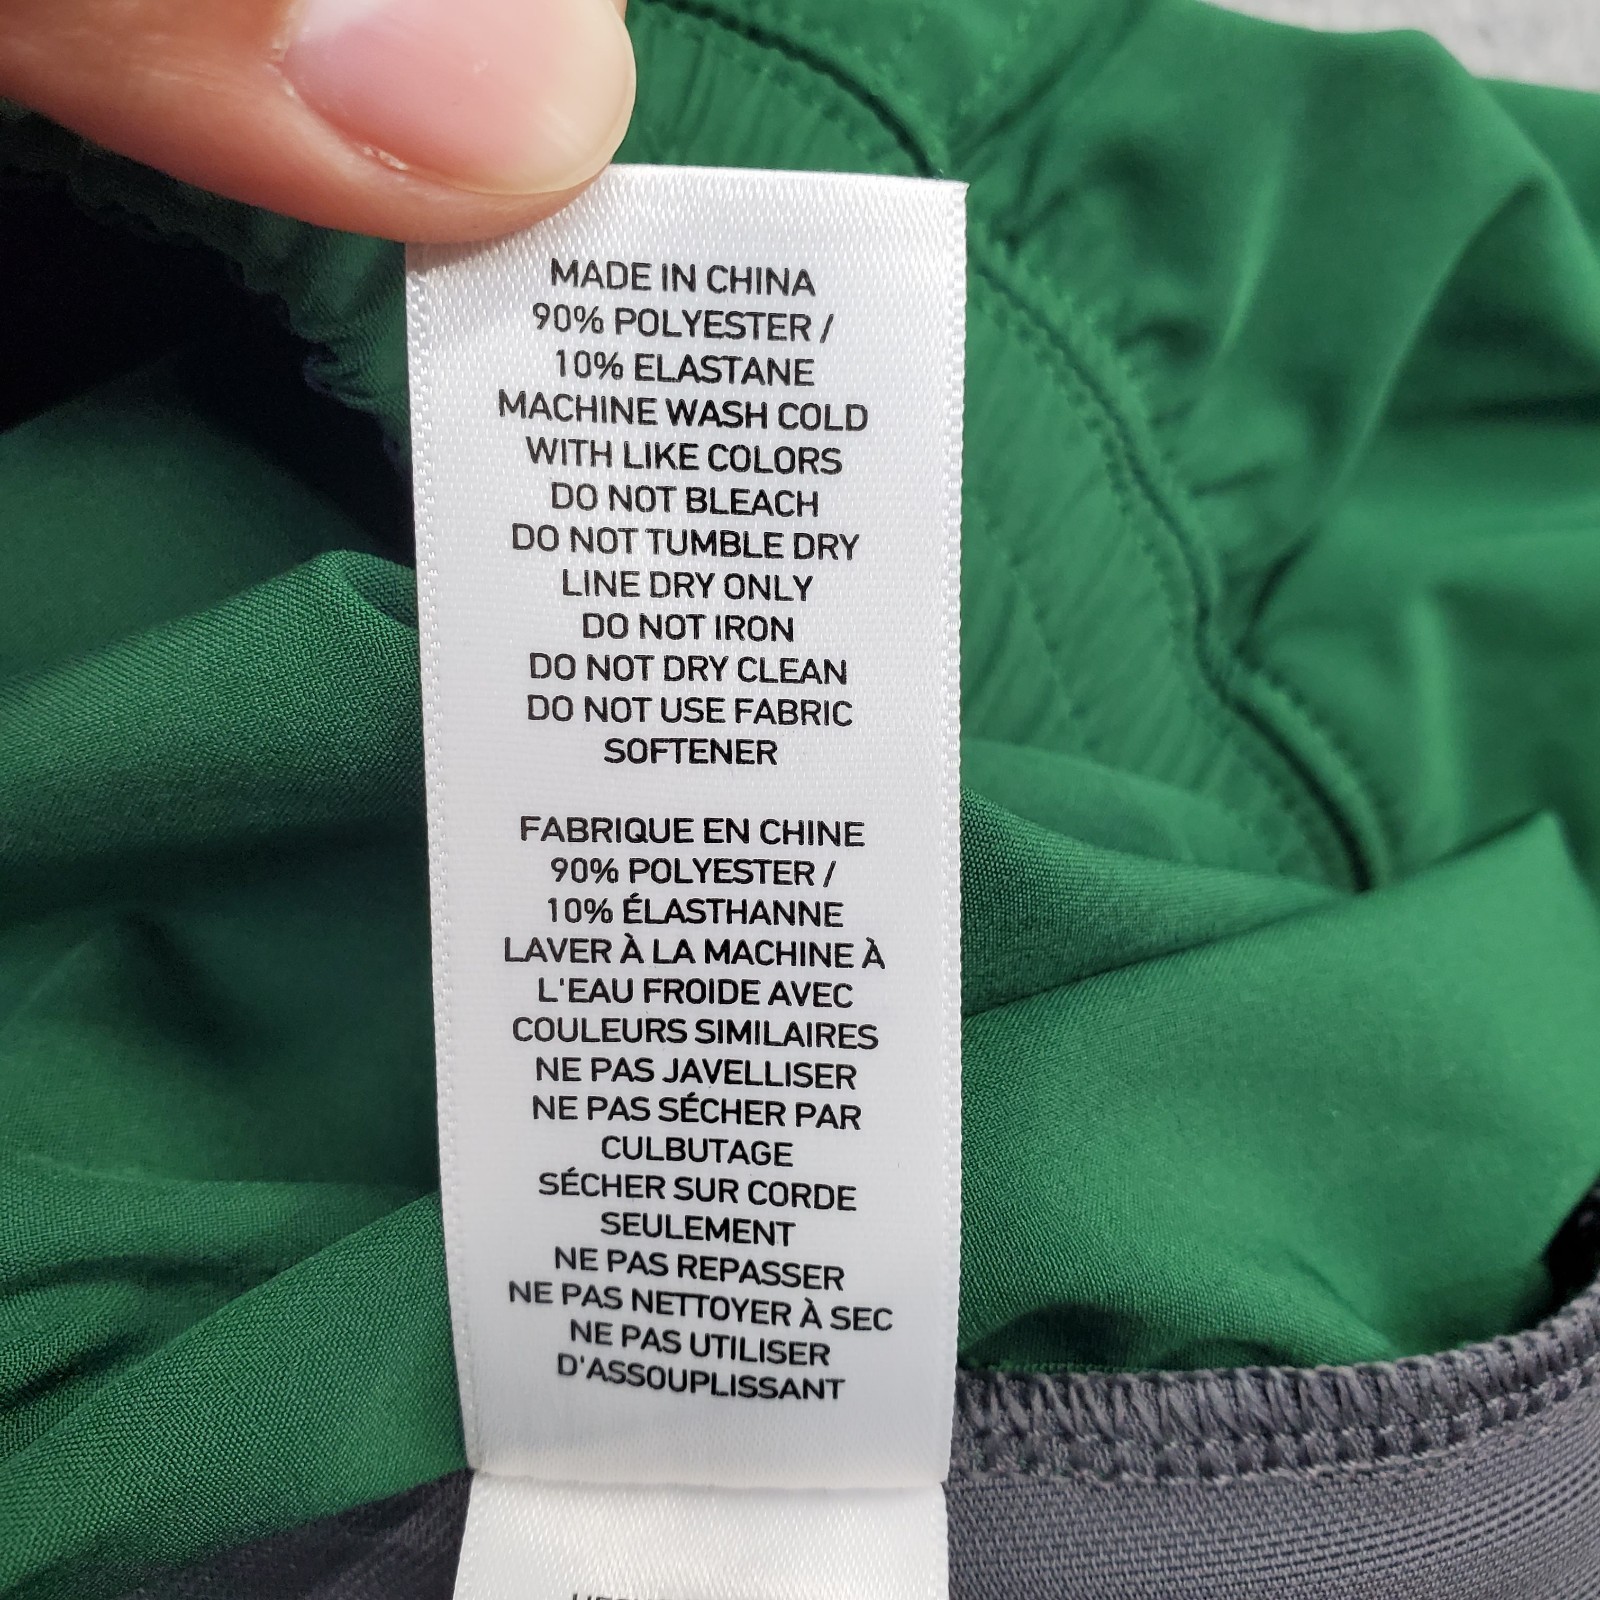 MADE IN CHINA
90% POLYESTER /
10% ELASTANE
MACHINE WASH COLD
WITH LIKE COLORS
DO NOT BLEACH
DO NOT TUMBLE DRY
LINE DRY ONLY
DO NOT IRON
DO NOT DRY CLEAN
DO NOT USE FABRIC
SOFTENER
FABRIQUE EN CHINE
90% POLYESTER /
10% ÉLASTHANNE
LAVER À LA MACHINE À
L'EAU FROIDE AVEC
COULEURS SIMILAIRES
NE PAS JAVELLISER
NE PAS SÉCHER PAR
CULBUTAGE
SÉCHER SUR CORDE
SEULEMENT
NE PAS REPASSER
NE PAS NETTOYER À SEC
NE PAS UTILISER
D'ASSOUPLISSANT